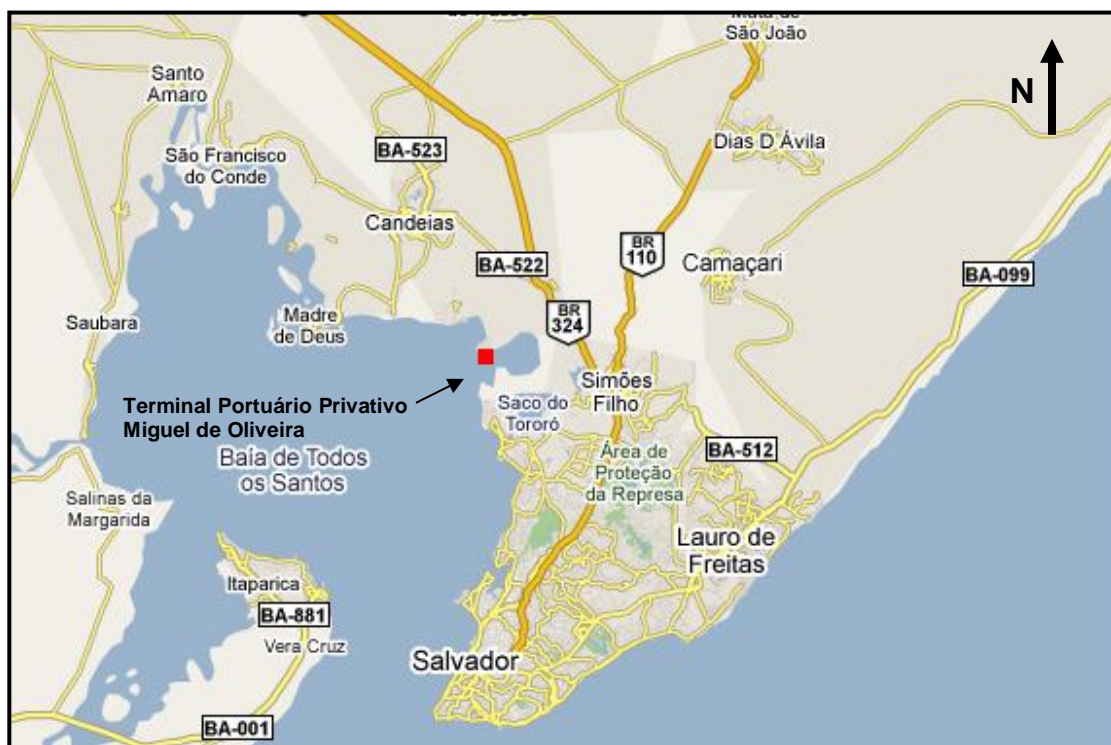 Mata de
São João
N
Santo
Amaro
Dias D Ávila
BA-523
São Francisco
do Conde
Candeias
BR
110
BA-522
Camaçari
BA-099
Madre
de Deus
BR
324
Saubara
Simões
Filho
Terminal Portuário Privativo
Miguel de Oliveira
Saco do
Tororó
Baía de Todos
os Santos
Área de
Proteção
da Represa
BA-512
Salinas da
Margarida
Lauro de
Freitas
Itaparica
BA-881
Vera Cruz
Salvador
BA-001